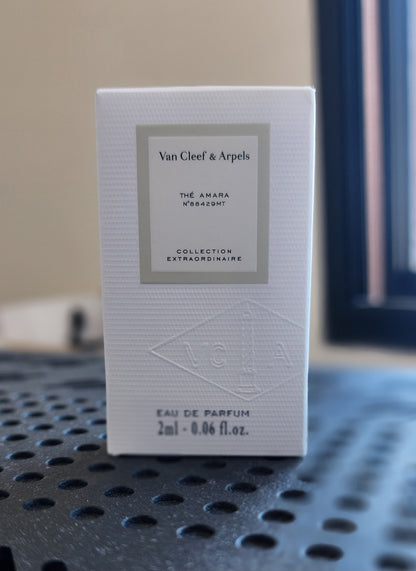 Van Cleef & Arpels
THÉ AMARA
N°88429MT
COLLECTION
EXTRAORDINAIRE
VC A
EAU DE PARFUM
2ml - 0.06 fl.oz.